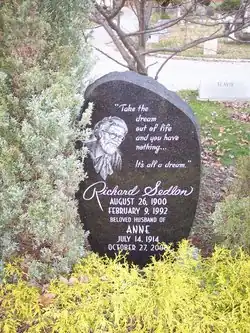 "Take the
dream
out of life
and you have
nothing...
It's all a dream."
Richard Sedlon
AUGUST 26, 1900
FEBRUARY 9, 1992
BELOVED HUSBAND OF
ANNE
JULY 14, 1914
OCTOBER 27,